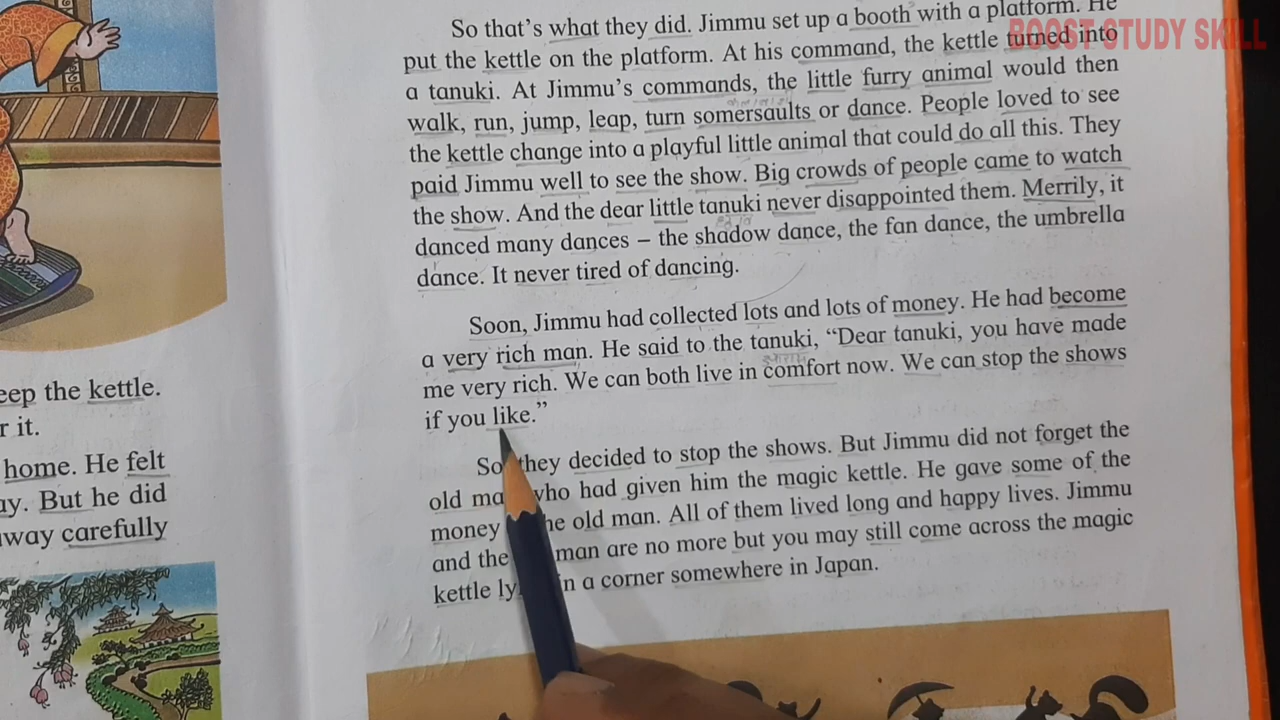 So that's what they did. Jimmu set up a booth with a platform. He
put the kettle on the platform. At his command, the kettle turned into
a tanuki. At Jimmu's commands, the little furry animal would then
walk, run, jump, leap, turn somersaults or dance. People loved to see
the kettle change into a playful little animal that could do all this. They
paid Jimmu well to see the show. Big crowds of people came to watch
the show. And the dear little tanuki never disappointed them. Merrily, it
danced many dances – the shadow dance, the fan dance, the umbrella
dance. It never tired of dancing.
Soon, Jimmu had collected lots and lots of money. He had become
a very rich man. He said to the tanuki, “Dear tanuki, you have made
me very rich. We can both live in comfort now. We can stop the shows
if you like.”
So they decided to stop the shows. But Jimmu did not forget the
old who had given him the magic kettle. He gave some of the
money old man. All of them lived long and happy lives. Jimmu
and the man are no more but you may still come across the magic
kettle in a corner somewhere in Japan.
eep the kettle.
r it.
home. He felt
ay. But he did
way carefully
BOOST STUDY SKILL